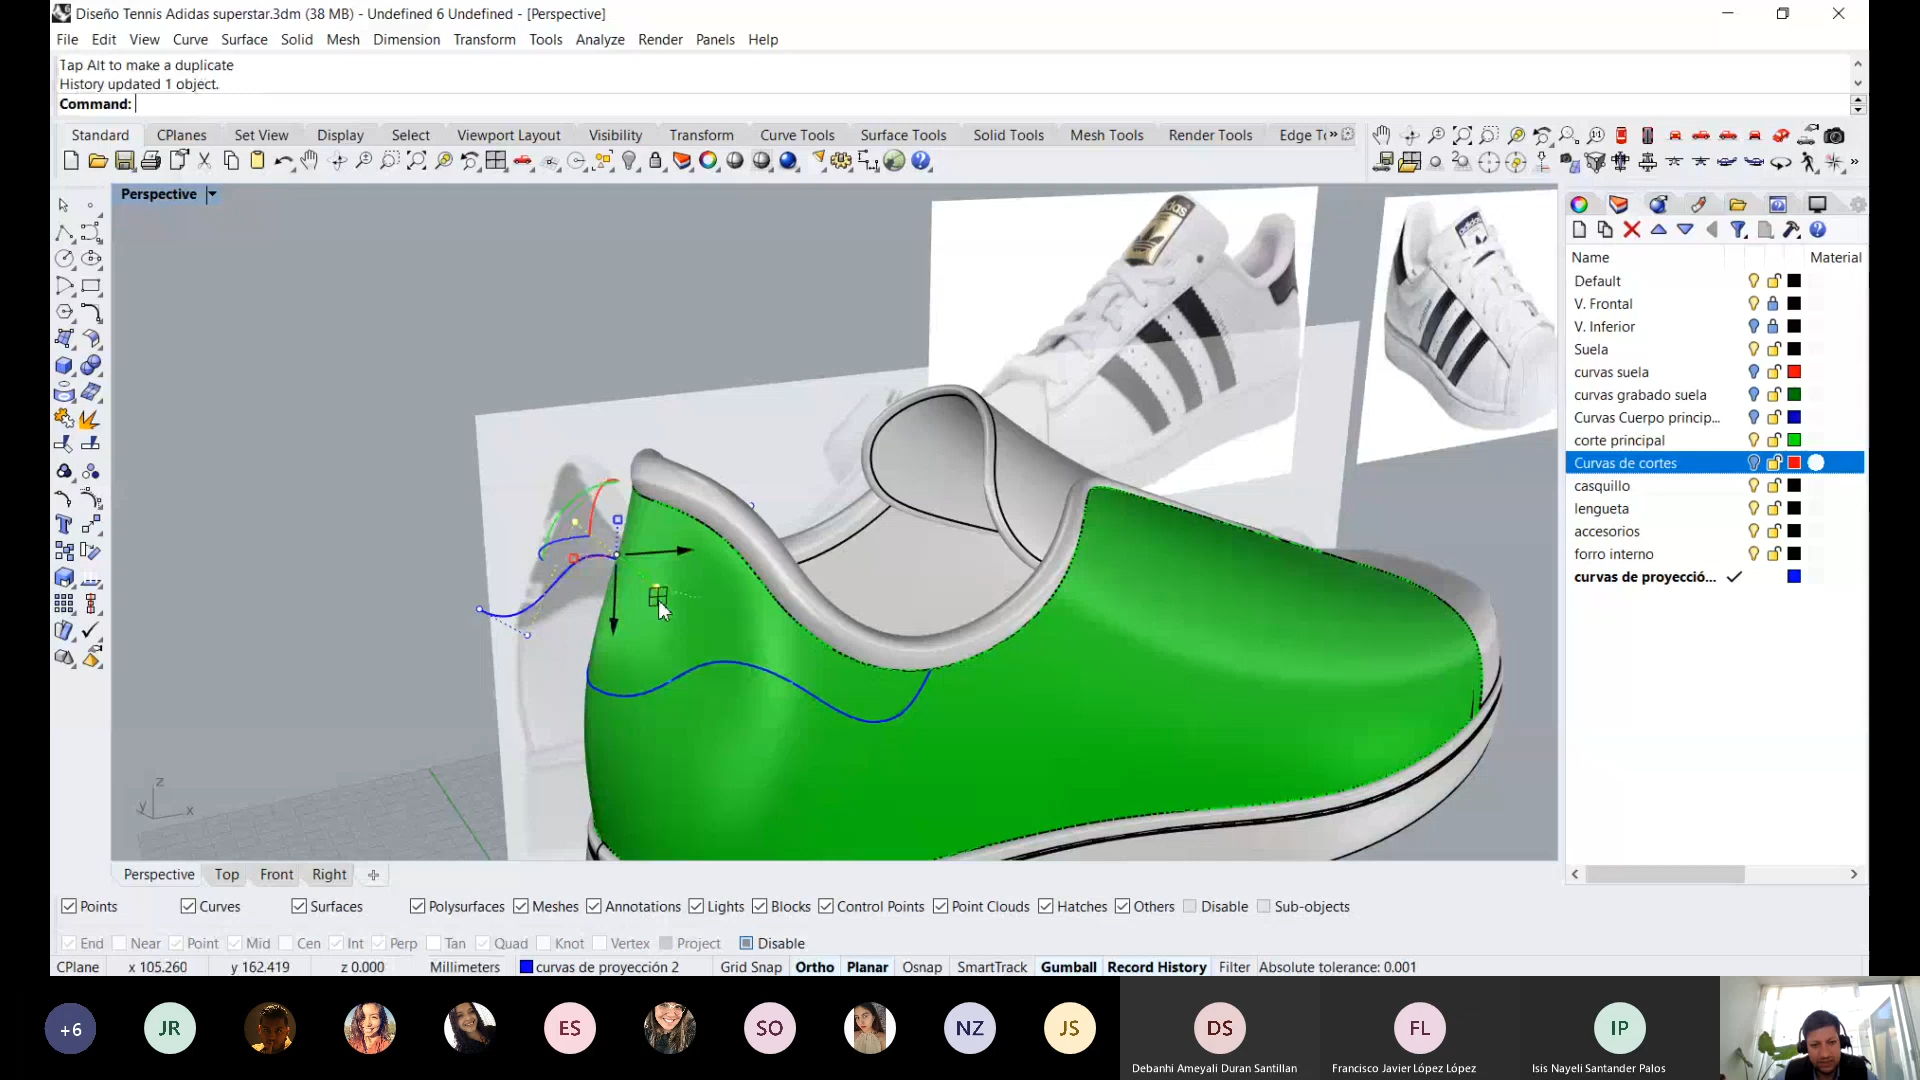 Diseño Tennis Adidas superstar.3dm (38 MB) - Undefined 6 Undefined - [Perspective]
File Edit View Curve Surface Solid Mesh Dimension Transform Tools Analyze Render Panels Help
Tap Alt to make a duplicate
History updated 1 object.
Command:
Standard CPlanes Set View Display Select Viewport Layout Visibility Transform Curve Tools Surface Tools Solid Tools Mesh Tools Render Tools Edge To
Perspective
adidas
Name Material
Default
V. Frontal
V. Inferior
Suela
curvas suela
curvas grabado suela
Curvas Cuerpo princip...
corte principal
Curvas de cortes
casquillo
lengueta
accesorios
forro interno
curvas de proyecció...
z
y x
Perspective Top Front Right
Points Curves Surfaces Polysurfaces Meshes Annotations Lights Blocks Control Points Point Clouds Hatches Others Disable Sub-objects
End Near Point Mid Cen Int Perp Tan Quad Knot Vertex Project Disable
CPlane x 105.260 y 162.419 z 0.000 Millimeters curvas de proyección 2 Grid Snap Ortho Planar Osnap SmartTrack Gumball Record History Filter Absolute tolerance: 0.001
+6 JR ES SO NZ JS DS FL IP
Debanhi Ameyali Duran Santillan Francisco Javier López López Isis Nayeli Santander Palos